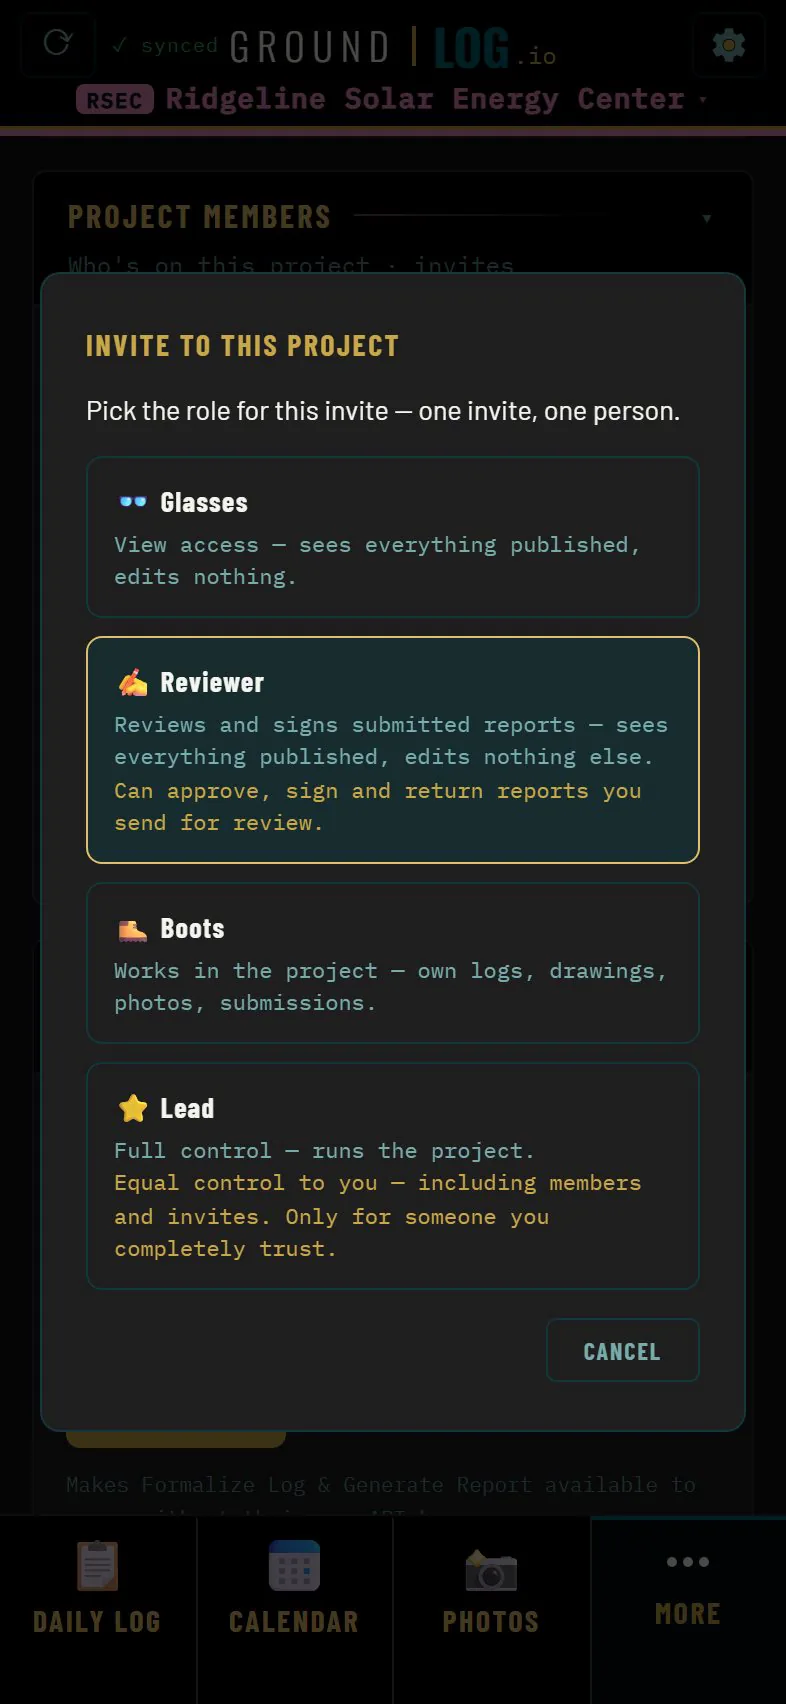 ✓ synced GROUND | LOG.io
RSEC Ridgeline Solar Energy Center ▾
PROJECT MEMBERS ▾
Who's on this project · invites
INVITE TO THIS PROJECT
Pick the role for this invite — one invite, one person.
Glasses
View access — sees everything published,
edits nothing.
Reviewer
Reviews and signs submitted reports — sees
everything published, edits nothing else.
Can approve, sign and return reports you
send for review.
Boots
Works in the project — own logs, drawings,
photos, submissions.
Lead
Full control — runs the project.
Equal control to you — including members
and invites. Only for someone you
completely trust.
CANCEL
Makes Formalize Log & Generate Report available to
DAILY LOG
CALENDAR
PHOTOS
MORE